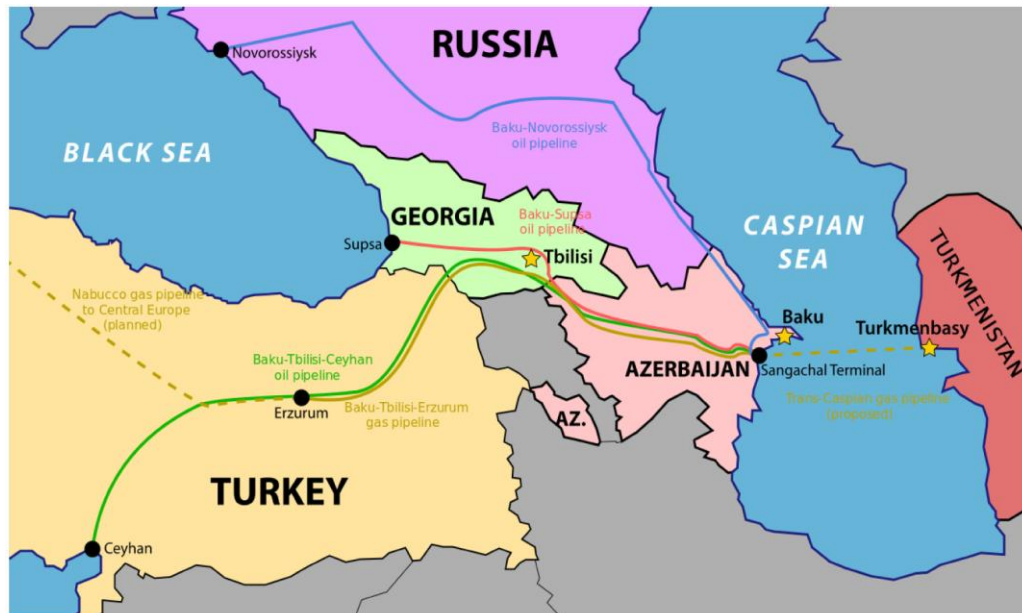 RUSSIA
Novorossiysk
Baku-Novorossiysk
oil pipeline
BLACK SEA
GEORGIA
Baku-Supsa
oil pipeline
CASPIAN
SEA
Supsa
Tbilisi
TURKMENISTAN
Nabucco gas pipeline
to Central Europe
(planned)
Baku
Turkmenbasy
Baku-Tbilisi-Ceyhan
oil pipeline
AZERBAIJAN
Sangachal Terminal
Erzurum
Baku-Tbilisi-Erzurum
gas pipeline
Trans-Caspian gas pipeline
(proposed)
AZ.
TURKEY
Ceyhan